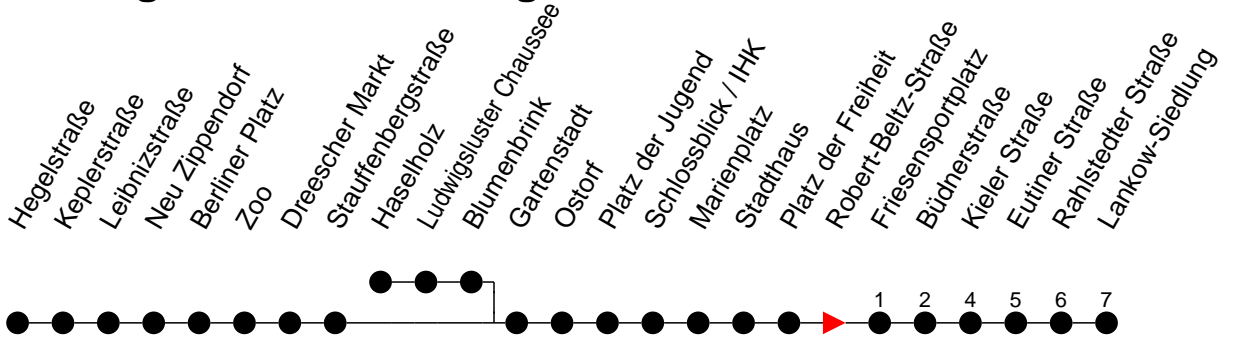 Hegelstraße
Keplerstraße
Leibnizstraße
Neu Zippendorf
Berliner Platz
Zoo
Dreescher Markt
Stauffenbergstraße
Haselholz
Ludwigsluster Chaussee
Blumenbrink
Gartenstadt
Ostorf
Platz der Jugend
Schlossblick / IHK
Marienplatz
Stadthaus
Platz der Freiheit
Robert-Beltz-Straße
Friesensportplatz
Büdnerstraße
Kieler Straße
Eutiner Straße
Rahlstedter Straße
Lankow-Siedlung
1 2 4 5 6 7